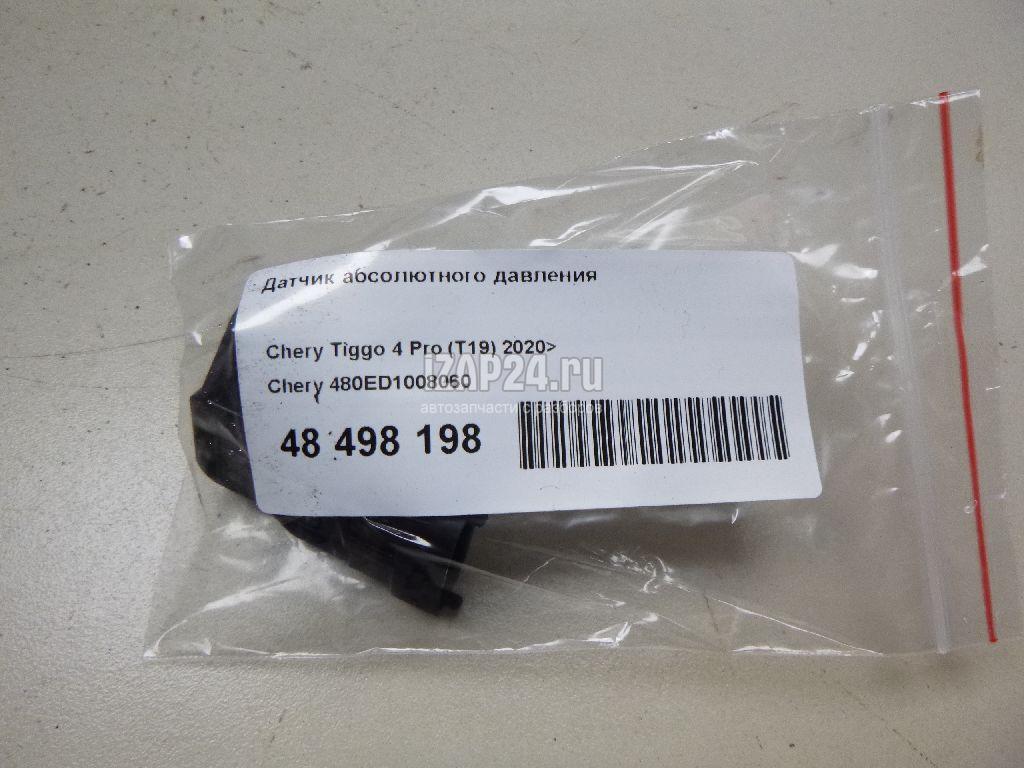 Датчик абсолютного давления
Chery Tiggo 4 Pro (T19) 2020>
iZAP24.ru
Chery 480ED1008060
автозапчасти с разборов
48 498 198